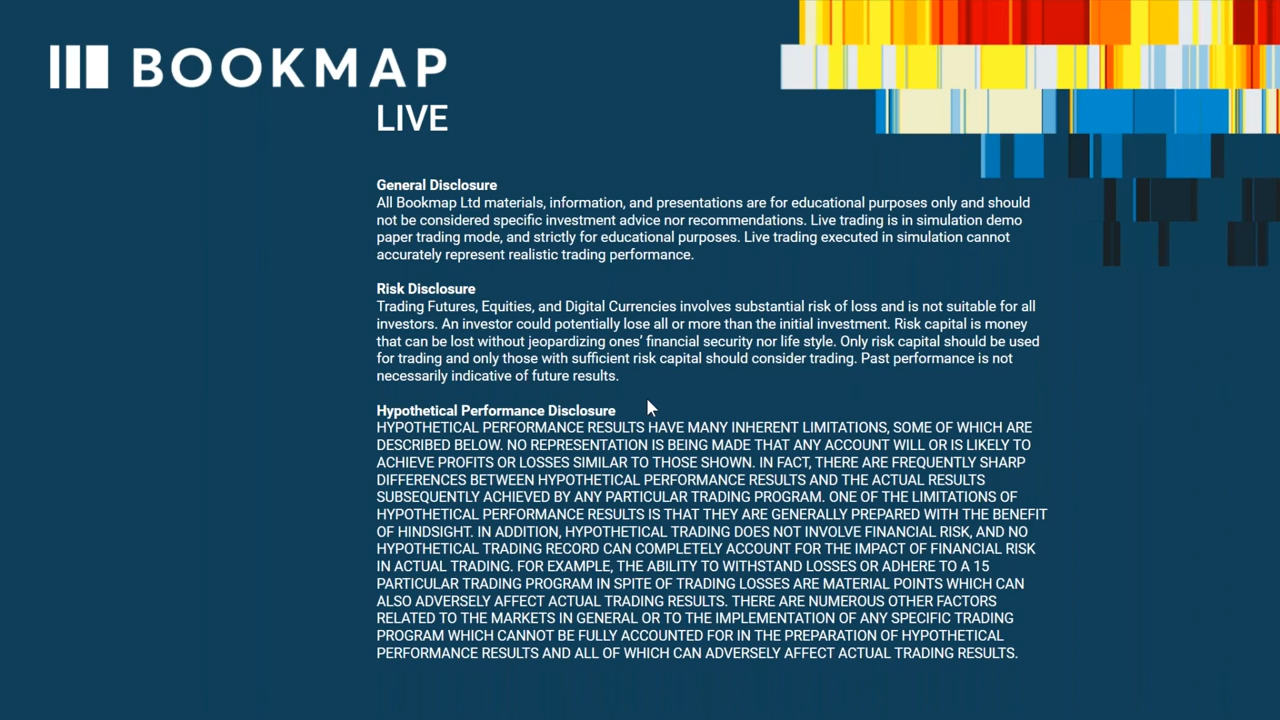 BOOKMAP
LIVE
General Disclosure
All Bookmap Ltd materials, information, and presentations are for educational purposes only and should
not be considered specific investment advice nor recommendations. Live trading is in simulation demo
paper trading mode, and strictly for educational purposes. Live trading executed in simulation cannot
accurately represent realistic trading performance.
Risk Disclosure
Trading Futures, Equities, and Digital Currencies involves substantial risk of loss and is not suitable for all
investors. An investor could potentially lose all or more than the initial investment. Risk capital is money
that can be lost without jeopardizing ones’ financial security nor life style. Only risk capital should be used
for trading and only those with sufficient risk capital should consider trading. Past performance is not
necessarily indicative of future results.
Hypothetical Performance Disclosure
HYPOTHETICAL PERFORMANCE RESULTS HAVE MANY INHERENT LIMITATIONS, SOME OF WHICH ARE
DESCRIBED BELOW. NO REPRESENTATION IS BEING MADE THAT ANY ACCOUNT WILL OR IS LIKELY TO
ACHIEVE PROFITS OR LOSSES SIMILAR TO THOSE SHOWN. IN FACT, THERE ARE FREQUENTLY SHARP
DIFFERENCES BETWEEN HYPOTHETICAL PERFORMANCE RESULTS AND THE ACTUAL RESULTS
SUBSEQUENTLY ACHIEVED BY ANY PARTICULAR TRADING PROGRAM. ONE OF THE LIMITATIONS OF
HYPOTHETICAL PERFORMANCE RESULTS IS THAT THEY ARE GENERALLY PREPARED WITH THE BENEFIT
OF HINDSIGHT. IN ADDITION, HYPOTHETICAL TRADING DOES NOT INVOLVE FINANCIAL RISK, AND NO
HYPOTHETICAL TRADING RECORD CAN COMPLETELY ACCOUNT FOR THE IMPACT OF FINANCIAL RISK
IN ACTUAL TRADING. FOR EXAMPLE, THE ABILITY TO WITHSTAND LOSSES OR ADHERE TO A 15
PARTICULAR TRADING PROGRAM IN SPITE OF TRADING LOSSES ARE MATERIAL POINTS WHICH CAN
ALSO ADVERSELY AFFECT ACTUAL TRADING RESULTS. THERE ARE NUMEROUS OTHER FACTORS
RELATED TO THE MARKETS IN GENERAL OR TO THE IMPLEMENTATION OF ANY SPECIFIC TRADING
PROGRAM WHICH CANNOT BE FULLY ACCOUNTED FOR IN THE PREPARATION OF HYPOTHETICAL
PERFORMANCE RESULTS AND ALL OF WHICH CAN ADVERSELY AFFECT ACTUAL TRADING RESULTS.